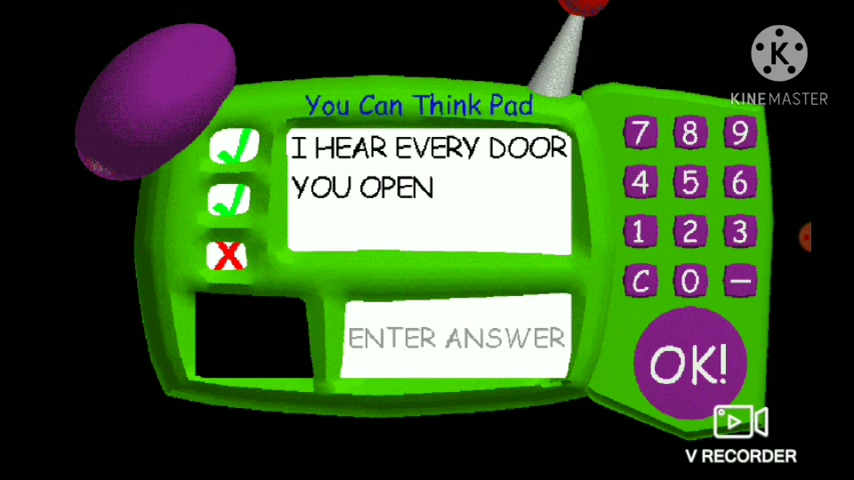 KINEMASTER
You Can Think Pad
I HEAR EVERY DOOR
YOU OPEN
7 8 9
4 5 6
1 2 3
C 0 –
ENTER ANSWER
OK!
V RECORDER